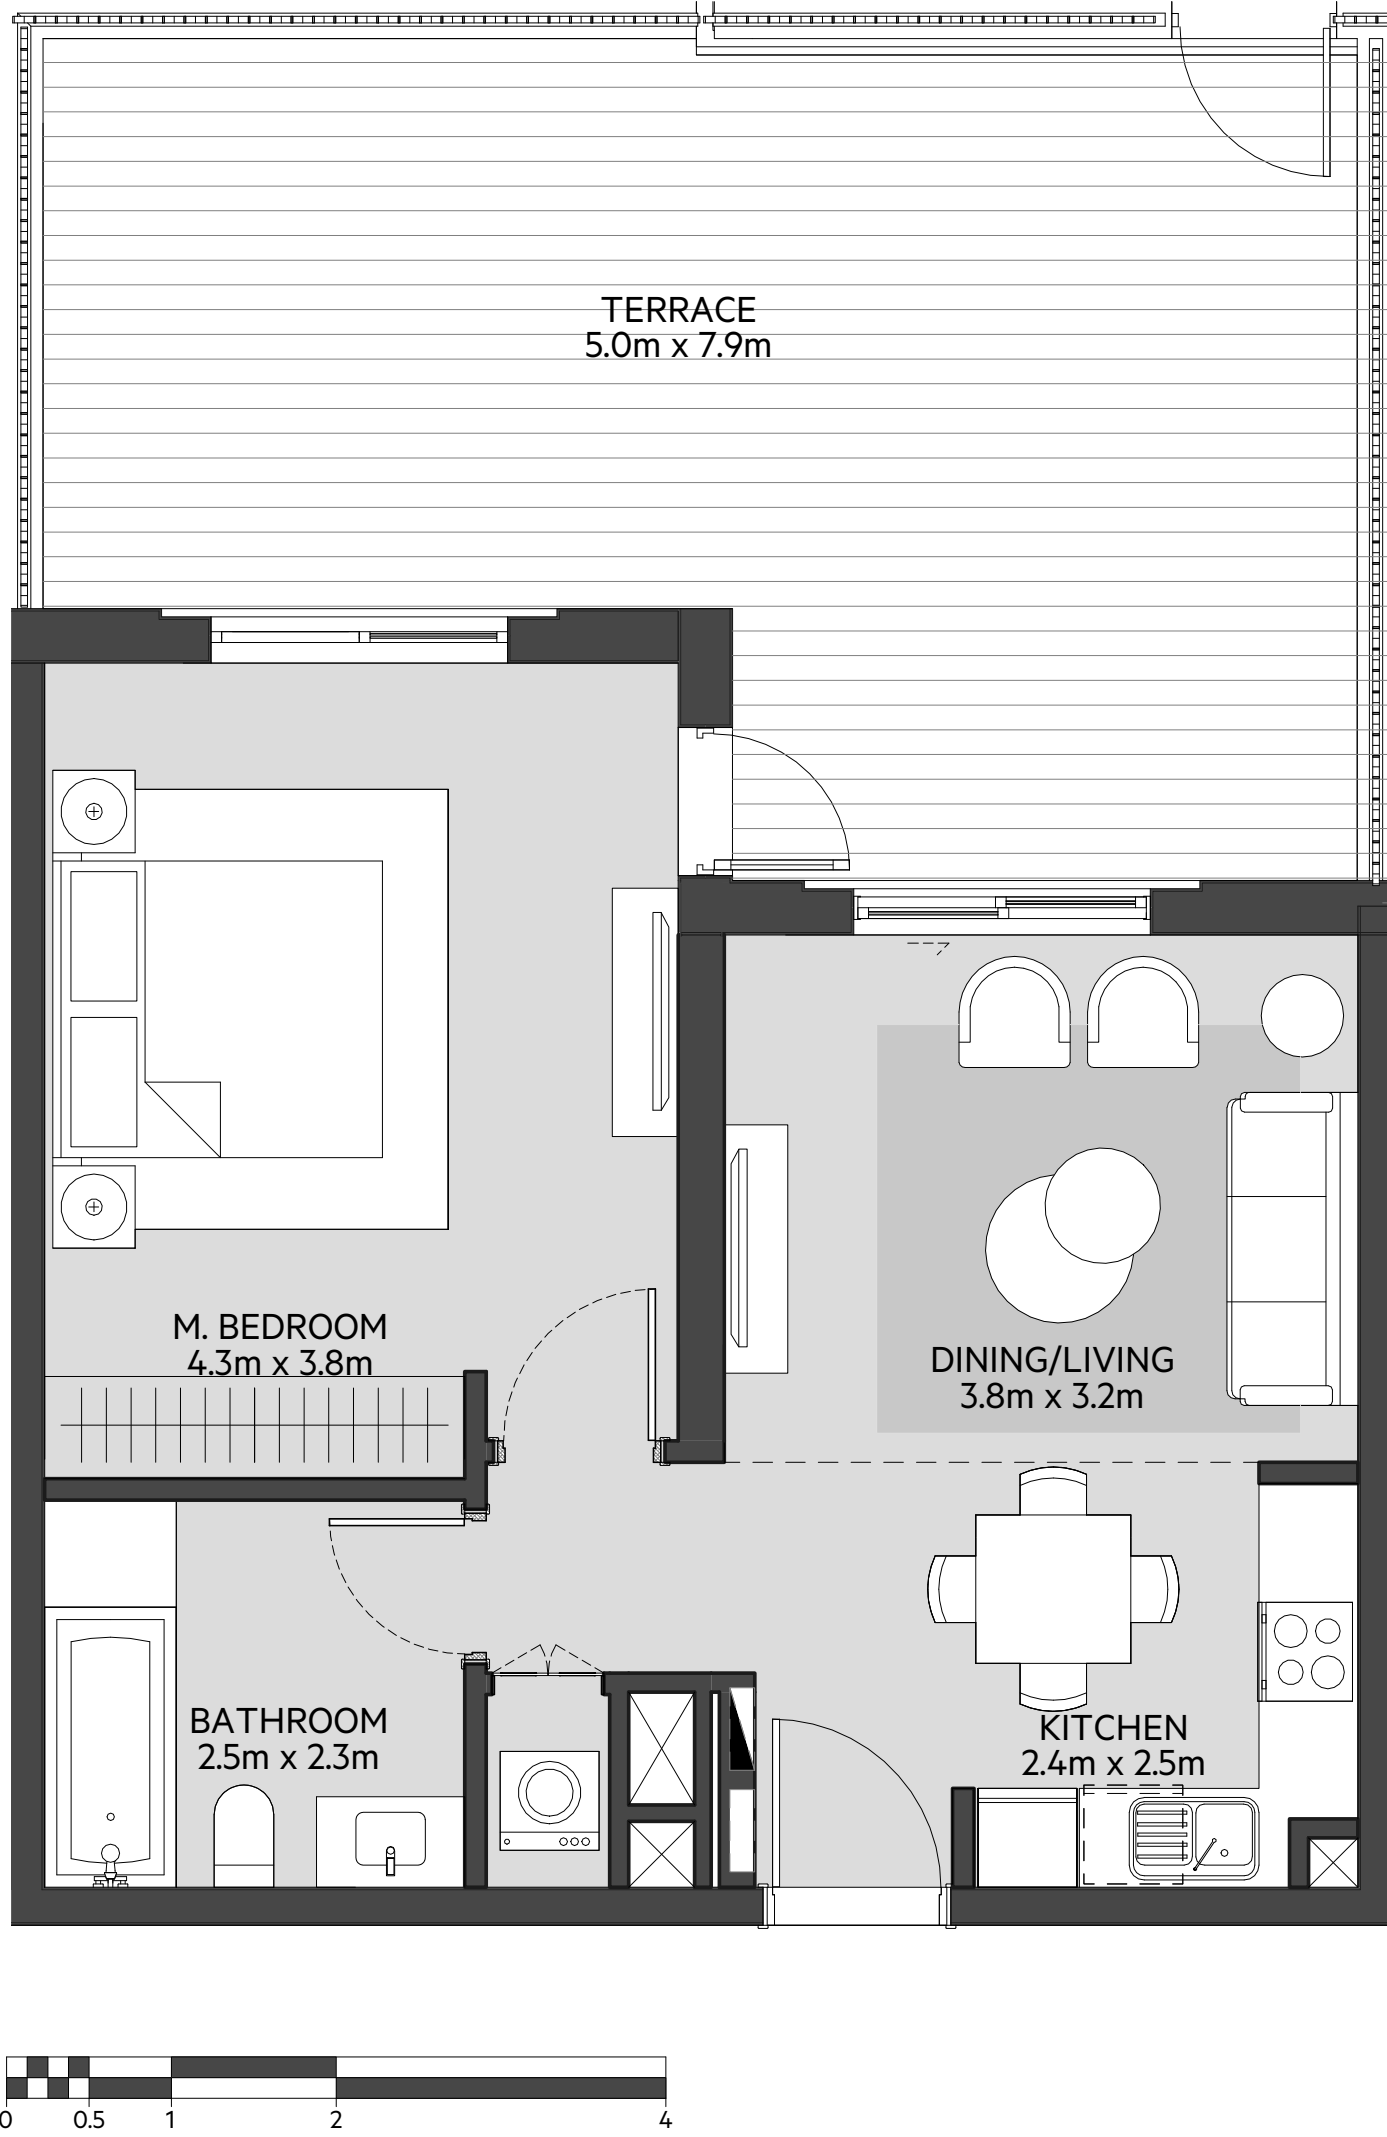 TERRACE
5.0m x 7.9m
M. BEDROOM
4.3m x 3.8m
DINING/LIVING
3.8m x 3.2m
BATHROOM
2.5m x 2.3m
KITCHEN
2.4m x 2.5m
0 0.5 1 2 4